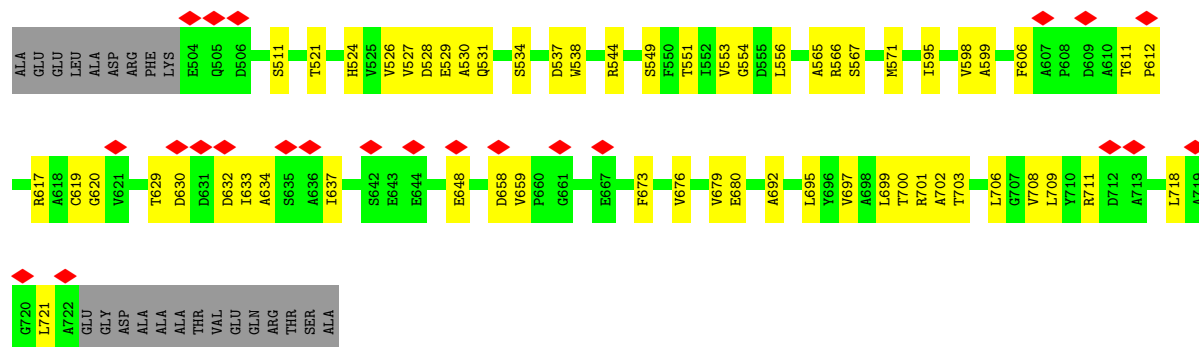 ALA GLU GLU LEU ALA ASP ARG PHE LYS E504 Q505 D506 S511 T521 H524 V525 V526 V527 D528 E529 A530 Q531 S534 D537 W538 R544 S549 F550 T551 I552 V553 G554 D555 L556 A565 R566 S567 M571 I595 V598 A599 F606 A607 P608 D609 A610 T611 P612
R617 A618 C619 G620 V621 T629 D630 D631 D632 I633 A634 S635 A636 I637 S642 E643 E644 E648 D658 V659 P660 G661 E667 F673 V676 V679 E680 A692 L695 Y696 V697 A698 L699 T700 R701 A702 T703 L706 G707 V708 L709 Y710 R711 D712 A713 L718 A719
G720 L721 A722 GLU GLY ASP ALA ALA ALA THR VAL GLU GLN ARG THR SER ALA